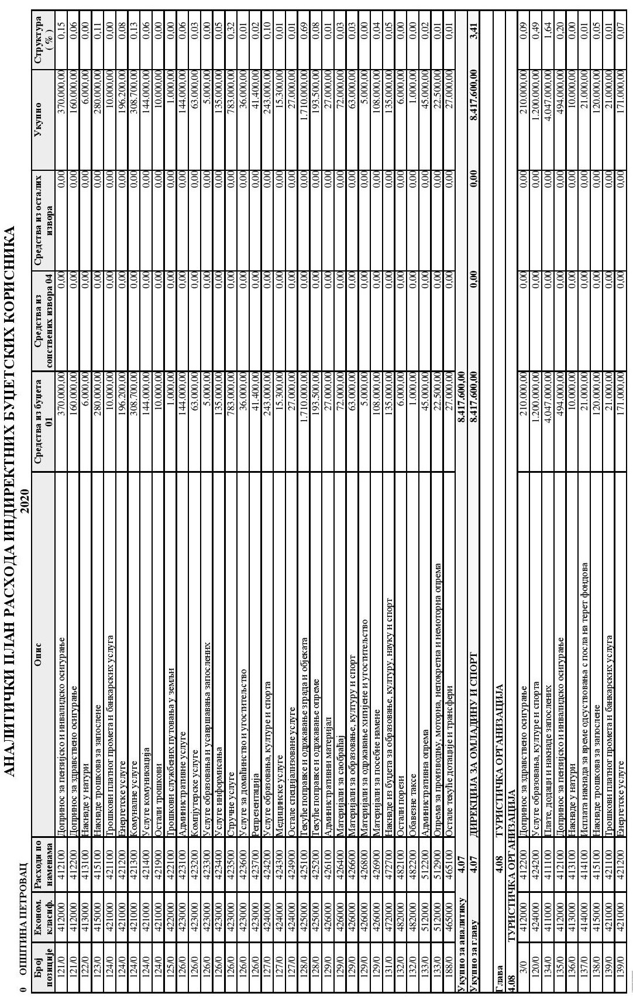 АНАЛИТИЧКИ ПЛАН РАСХОДА ИНДИРЕКТНИХ БУЏЕТСКИХ КОРИСНИКА
0 ОПШТИНА ПЕТРОВАЦ 2020
Број позиције Економ. класиф. Расходи по наменама Опис Средства из буџета 01 Средства из сопствених извора 04 Средства из осталих извора Укупно Структура ( % )
121/0 412000 412100 Допринос за пензијско и инвалидско осигурање 370.000,00 0,00 0,00 370.000,00 0,15
121/0 412000 412200 Допринос за здравствено осигурање 160.000,00 0,00 0,00 160.000,00 0,06
122/0 413000 413100 Накнаде у натури 6.000,00 0,00 0,00 6.000,00 0,00
123/0 415000 415100 Накнаде трошкова за запослене 280.000,00 0,00 0,00 280.000,00 0,11
124/0 421000 421100 Трошкови платног промета и банкарских услуга 10.000,00 0,00 0,00 10.000,00 0,00
124/0 421000 421200 Енергетске услуге 196.200,00 0,00 0,00 196.200,00 0,08
124/0 421000 421300 Комуналне услуге 308.700,00 0,00 0,00 308.700,00 0,13
124/0 421000 421400 Услуге комуникација 144.000,00 0,00 0,00 144.000,00 0,06
124/0 421000 421900 Остали трошкови 10.000,00 0,00 0,00 10.000,00 0,00
125/0 422000 422100 Трошкови службених путовања у земљи 1.000,00 0,00 0,00 1.000,00 0,00
126/0 423000 423100 Административне услуге 144.000,00 0,00 0,00 144.000,00 0,06
126/0 423000 423200 Компјутерске услуге 63.000,00 0,00 0,00 63.000,00 0,03
126/0 423000 423300 Услуге образовања и усавршавања запослених 5.000,00 0,00 0,00 5.000,00 0,00
126/0 423000 423400 Услуге информисања 135.000,00 0,00 0,00 135.000,00 0,05
126/0 423000 423500 Стручне услуге 783.000,00 0,00 0,00 783.000,00 0,32
126/0 423000 423600 Услуге за домаћинство и угоститељство 36.000,00 0,00 0,00 36.000,00 0,01
126/0 423000 423700 Репрезентација 41.400,00 0,00 0,00 41.400,00 0,02
127/0 424000 424200 Услуге образовања, културе и спорта 243.000,00 0,00 0,00 243.000,00 0,10
127/0 424000 424300 Медицинске услуге 15.300,00 0,00 0,00 15.300,00 0,01
127/0 424000 424900 Остале специјализоване услуге 27.000,00 0,00 0,00 27.000,00 0,01
128/0 425000 425100 Текуће поправке и одржавање зграда и објеката 1.710.000,00 0,00 0,00 1.710.000,00 0,69
128/0 425000 425200 Текуће поправке и одржавање опреме 193.500,00 0,00 0,00 193.500,00 0,08
129/0 426000 426100 Административни материјал 27.000,00 0,00 0,00 27.000,00 0,01
129/0 426000 426400 Материјали за саобраћај 72.000,00 0,00 0,00 72.000,00 0,03
129/0 426000 426600 Материјали за образовање, културу и спорт 63.000,00 0,00 0,00 63.000,00 0,03
129/0 426000 426800 Материјали за одржавање хигијене и угоститељство 5.000,00 0,00 0,00 5.000,00 0,00
129/0 426000 426900 Материјали за посебне намене 108.000,00 0,00 0,00 108.000,00 0,04
131/0 472000 472700 Накнаде из буџета за образовање, културу, науку и спорт 135.000,00 0,00 0,00 135.000,00 0,05
132/0 482000 482100 Остали порези 6.000,00 0,00 0,00 6.000,00 0,00
132/0 482000 482200 Обавезне таксе 1.000,00 0,00 0,00 1.000,00 0,00
133/0 512000 512200 Административна опрема 45.000,00 0,00 0,00 45.000,00 0,02
133/0 512000 512900 Опрема за производњу, моторна, непокретна и немоторна опрема 22.500,00 0,00 0,00 22.500,00 0,01
188/0 465000 465100 Остале текуће дотације и трансфери 27.000,00 0,00 0,00 27.000,00 0,01
Укупно за аналитику 4.07 8.417.600,00
Укупно за главу 4.07 ДИРЕКЦИЈА ЗА ОМЛАДИНУ И СПОРТ 8.417.600,00 0,00 0,00 8.417.600,00 3,41
Глава 4.08 ТУРИСТИЧКА ОРГАНИЗАЦИЈА
4.08 ТУРИСТИЧКА ОРГАНИЗАЦИЈА
3/0 412000 412200 Допринос за здравствено осигурање 210.000,00 0,00 0,00 210.000,00 0,09
120/0 424000 424200 Услуге образовања, културе и спорта 1.200.000,00 0,00 0,00 1.200.000,00 0,49
134/0 411000 411100 Плате, додаци и накнаде запослених 4.047.000,00 0,00 0,00 4.047.000,00 1,64
135/0 412000 412100 Допринос за пензијско и инвалидско осигурање 494.000,00 0,00 0,00 494.000,00 0,20
136/0 413000 413100 Накнаде у натури 10.000,00 0,00 0,00 10.000,00 0,00
137/0 414000 414100 Исплата накнада за време одсуствовања с посла на терет фондова 21.000,00 0,00 0,00 21.000,00 0,01
138/0 415000 415100 Накнаде трошкова за запослене 120.000,00 0,00 0,00 120.000,00 0,05
139/0 421000 421100 Трошкови платног промета и банкарских услуга 21.000,00 0,00 0,00 21.000,00 0,01
139/0 421000 421200 Енергетске услуге 171.000,00 0,00 0,00 171.000,00 0,07